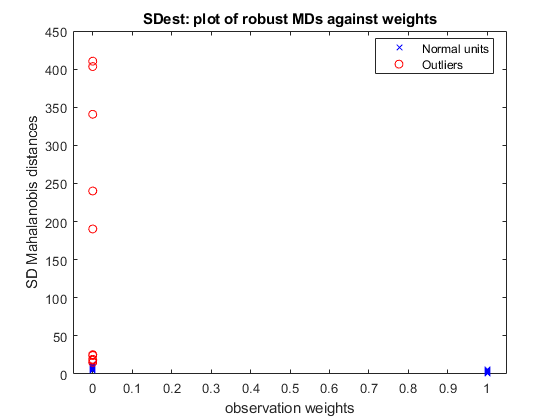 SDest: plot of robust MDs against weights
450
400
350
300
250
200
150
100
50
0
SD Mahalanobis distances
Normal units
Outliers
0 0.1 0.2 0.3 0.4 0.5 0.6 0.7 0.8 0.9 1
observation weights